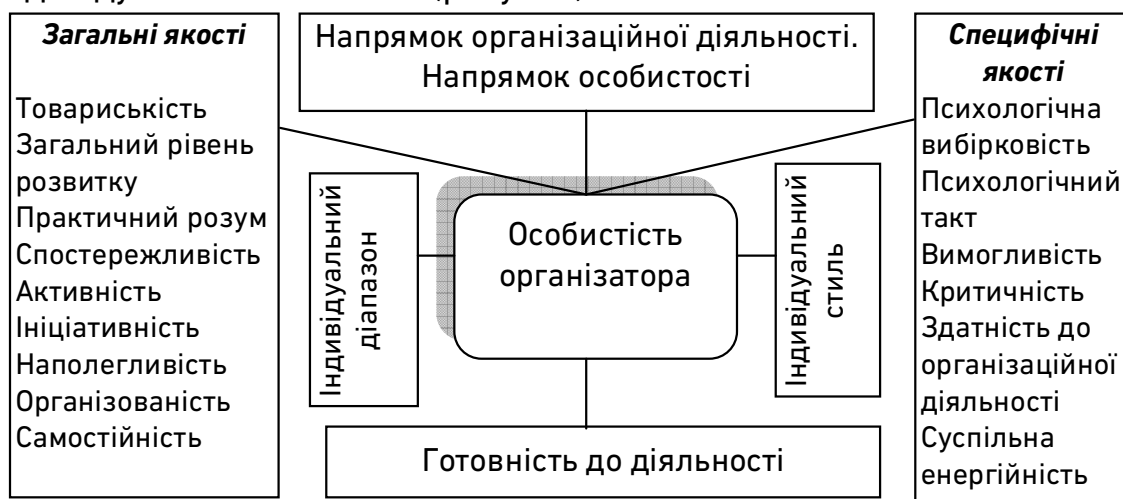 Загальні якості
Товариськість
Загальний рівень
розвитку
Практичний розум
Спостережливість
Активність
Ініціативність
Наполегливість
Організованість
Самостійність
Напрямок організаційної діяльності.
Напрямок особистості
Індивідуальний
діапазон
Особистість
організатора
Індивідуальний
стиль
Готовність до діяльності
Специфічні
якості
Психологічна
вибірковість
Психологічний
такт
Вимогливість
Критичність
Здатність до
організаційної
діяльності
Суспільна
енергійність